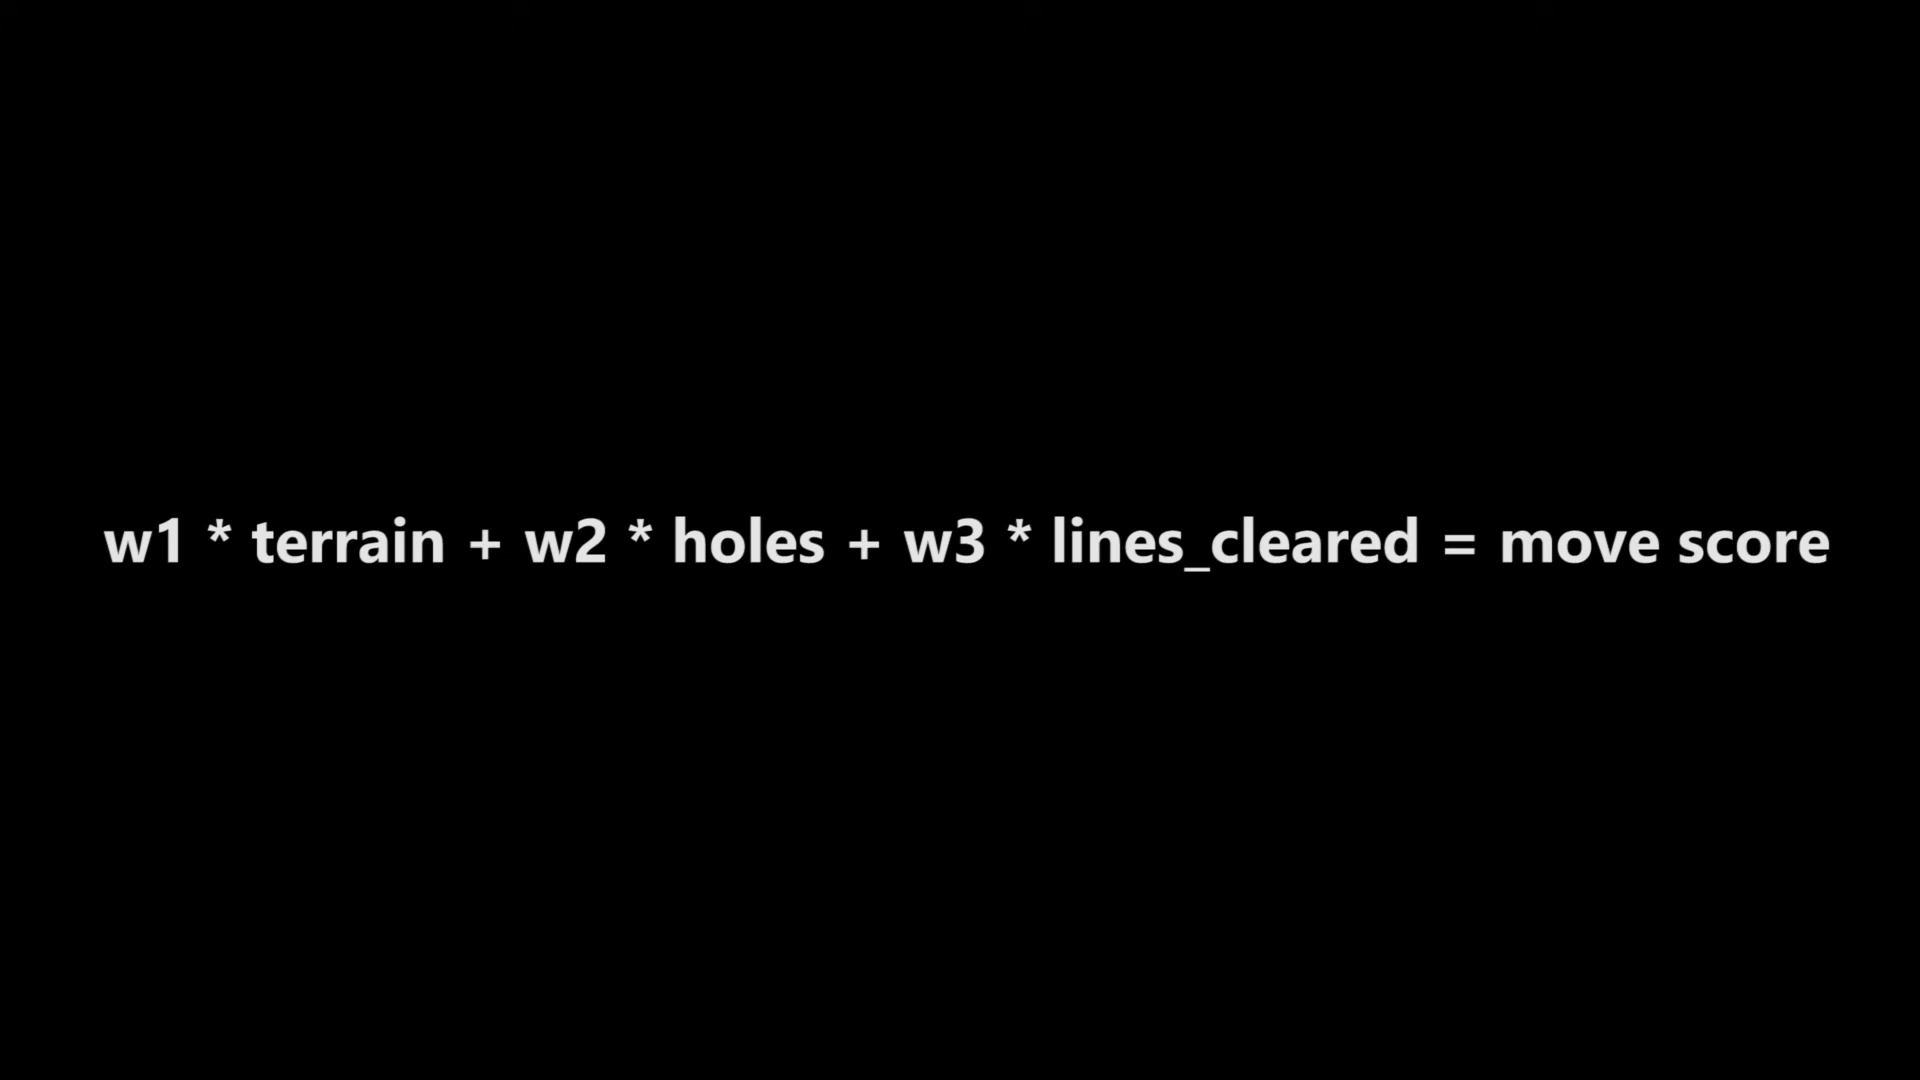 w1 * terrain + w2 * holes + w3 * lines_cleared = move score